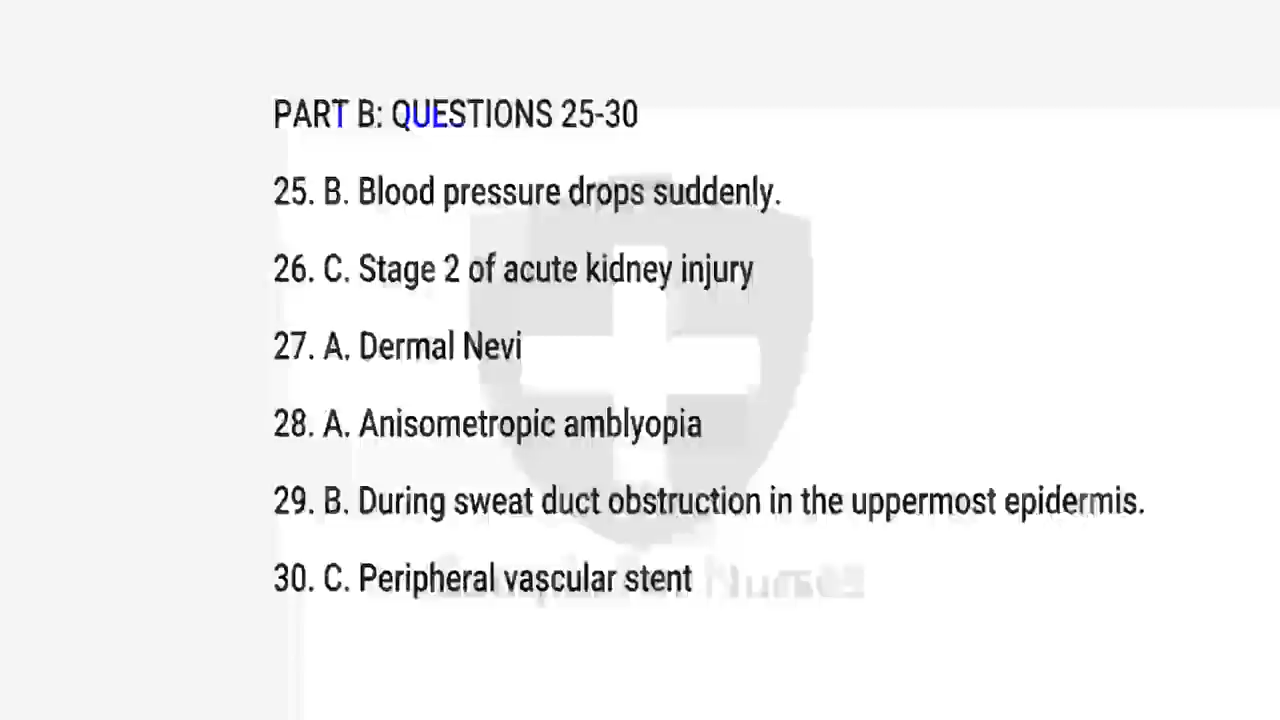 PART B: QUESTIONS 25-30
25. B. Blood pressure drops suddenly.
26. C. Stage 2 of acute kidney injury
27. A. Dermal Nevi
28. A. Anisometropic amblyopia
29. B. During sweat duct obstruction in the uppermost epidermis.
30. C. Peripheral vascular stent